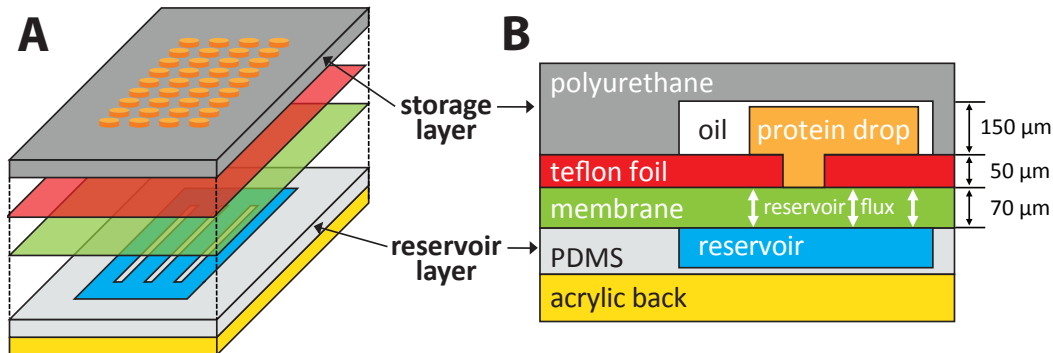 A
storage
layer
reservoir
layer
B
polyurethane
oil
protein drop
150 µm
teflon foil
50 µm
membrane
reservoir
flux
70 µm
PDMS
reservoir
acrylic back